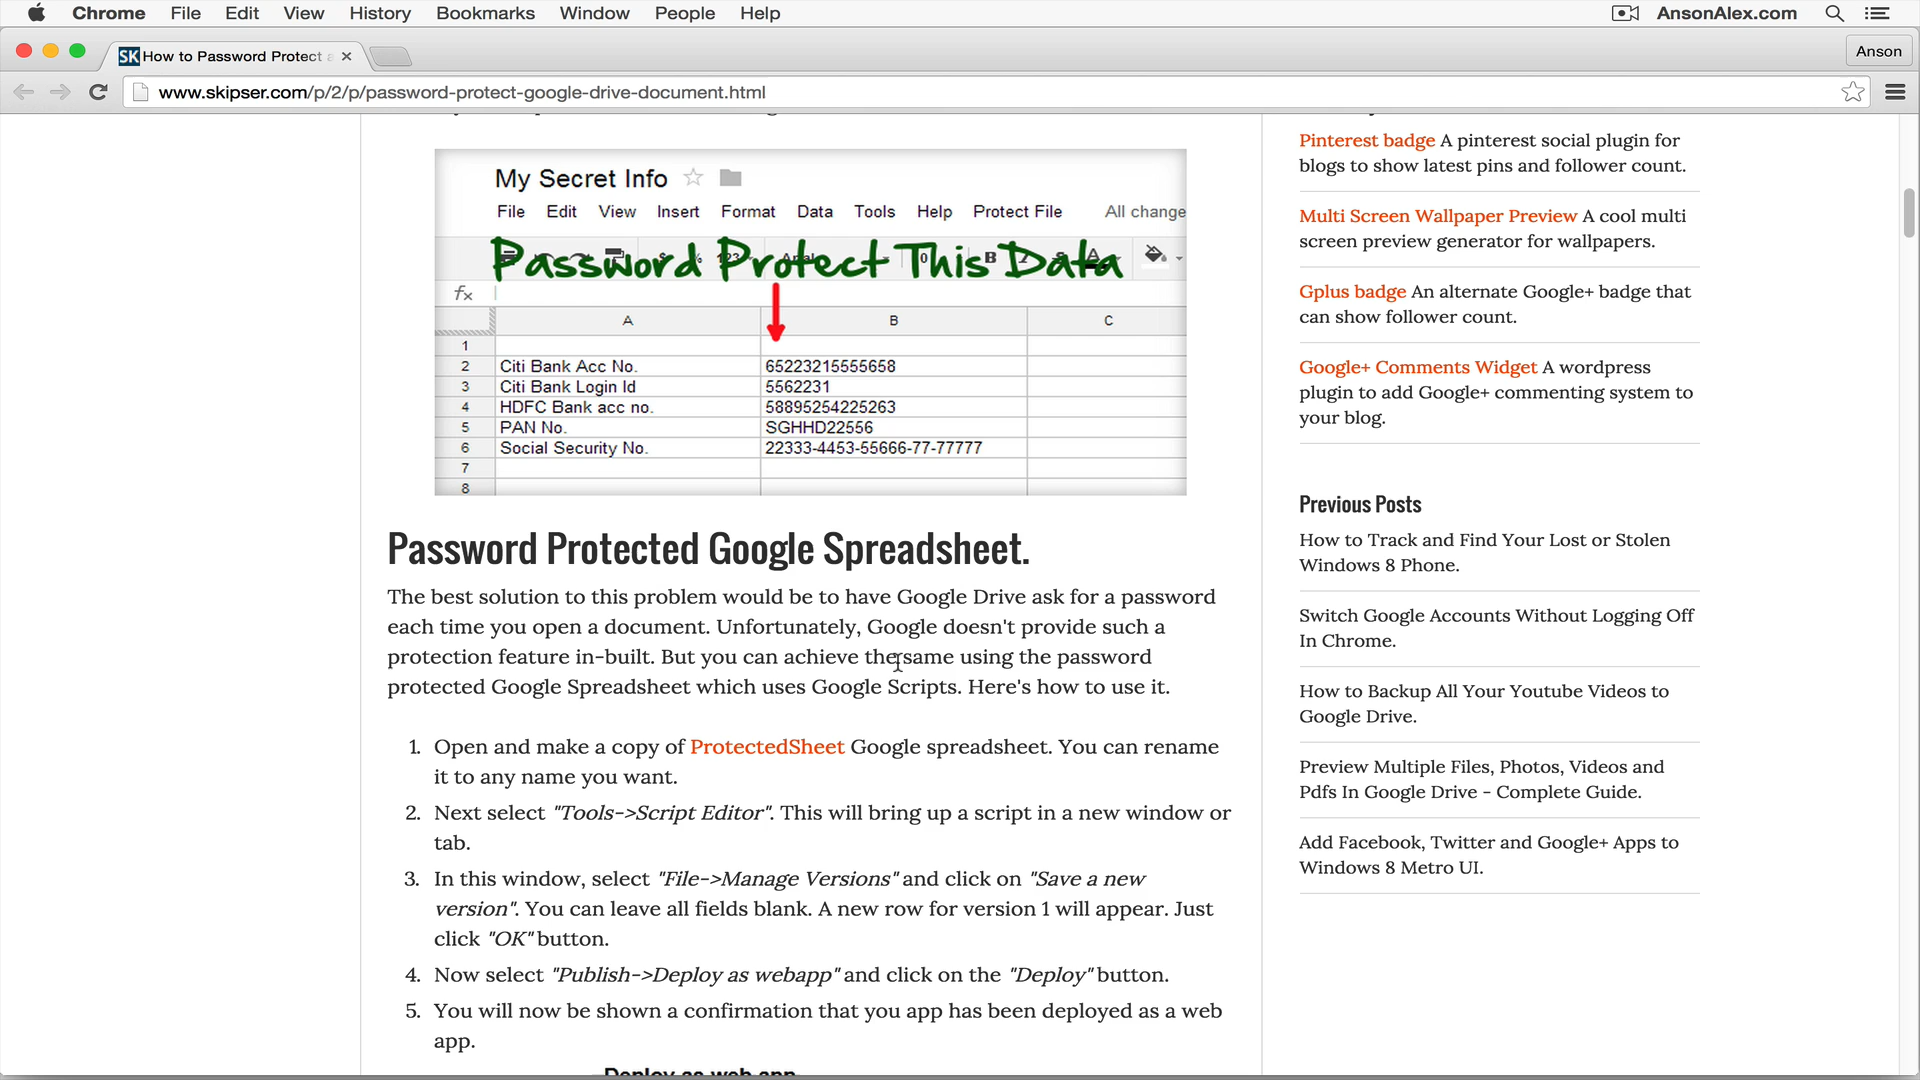 Chrome File Edit View History Bookmarks Window People Help AnsonAlex.com
SK How to Password Protect a Anson
www.skipser.com/p/2/p/password-protect-google-drive-document.html
My Secret Info
File Edit View Insert Format Data Tools Help Protect File All change
Password Protect This Data
fx
A B C
1
2 Citi Bank Acc No. 65223215555658
3 Citi Bank Login Id 5562231
4 HDFC Bank acc no. 58895254225263
5 PAN No. SGHHD22556
6 Social Security No. 22333-4453-55666-77-77777
7
8
Password Protected Google Spreadsheet.
The best solution to this problem would be to have Google Drive ask for a password
each time you open a document. Unfortunately, Google doesn't provide such a
protection feature in-built. But you can achieve the same using the password
protected Google Spreadsheet which uses Google Scripts. Here's how to use it.
1. Open and make a copy of ProtectedSheet Google spreadsheet. You can rename
it to any name you want.
2. Next select "Tools->Script Editor". This will bring up a script in a new window or
tab.
3. In this window, select "File->Manage Versions" and click on "Save a new
version". You can leave all fields blank. A new row for version 1 will appear. Just
click "OK" button.
4. Now select "Publish->Deploy as webapp" and click on the "Deploy" button.
5. You will now be shown a confirmation that you app has been deployed as a web
app.
Deploy as web app
Pinterest badge A pinterest social plugin for
blogs to show latest pins and follower count.
Multi Screen Wallpaper Preview A cool multi
screen preview generator for wallpapers.
Gplus badge An alternate Google+ badge that
can show follower count.
Google+ Comments Widget A wordpress
plugin to add Google+ commenting system to
your blog.
Previous Posts
How to Track and Find Your Lost or Stolen
Windows 8 Phone.
Switch Google Accounts Without Logging Off
In Chrome.
How to Backup All Your Youtube Videos to
Google Drive.
Preview Multiple Files, Photos, Videos and
Pdfs In Google Drive - Complete Guide.
Add Facebook, Twitter and Google+ Apps to
Windows 8 Metro UI.